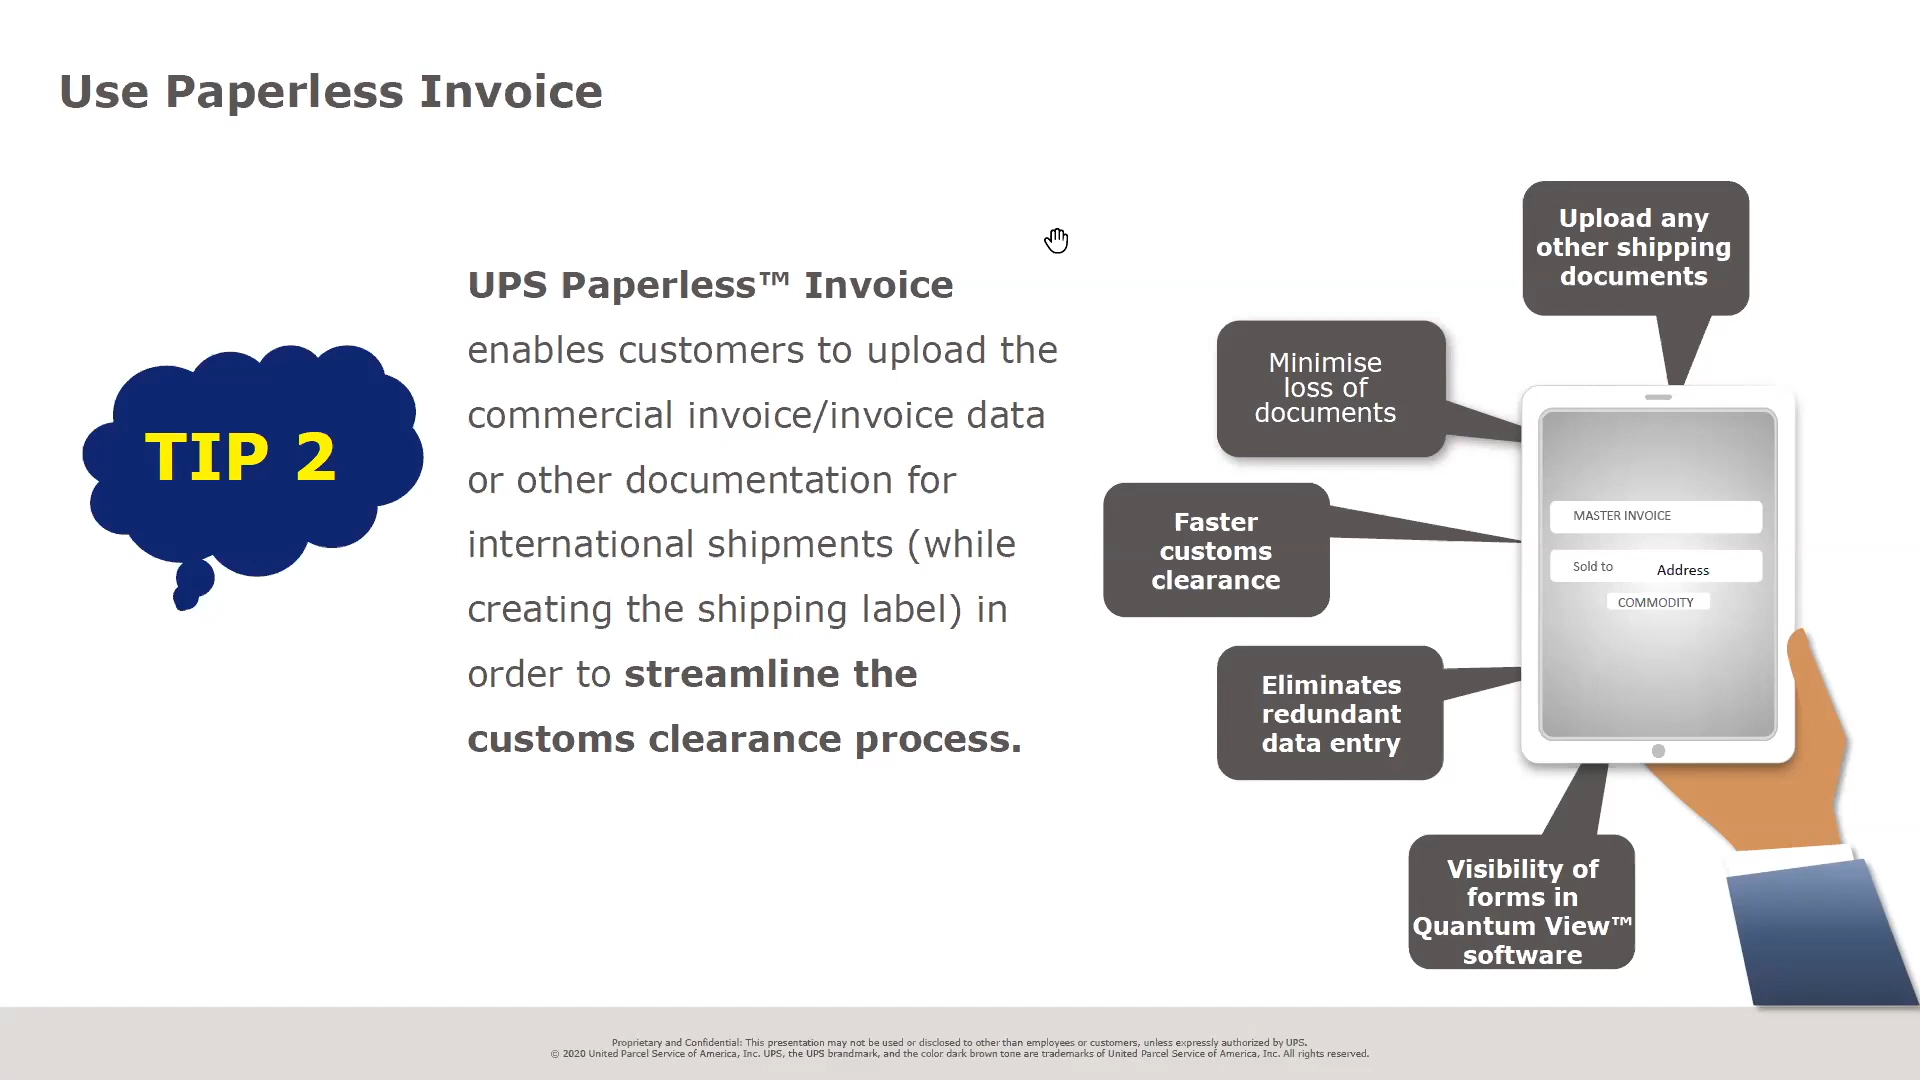 Use Paperless Invoice
TIP 2
UPS Paperless™ Invoice
enables customers to upload the
commercial invoice/invoice data
or other documentation for
international shipments (while
creating the shipping label) in
order to streamline the
customs clearance process.
Upload any
other shipping
documents
Minimise
loss of
documents
Faster
customs
clearance
Eliminates
redundant
data entry
Visibility of
forms in
Quantum View™
software
MASTER INVOICE
Sold to Address
COMMODITY
Proprietary and Confidential: This presentation may not be used or disclosed to other than employees or customers, unless expressly authorized by UPS.
© 2020 United Parcel Service of America, Inc. UPS, the UPS brandmark, and the color dark brown tone are trademarks of United Parcel Service of America, Inc. All rights reserved.